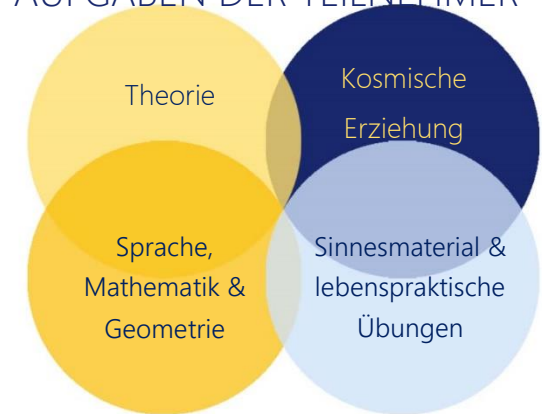 AUFGABEN DER TEILNEHMER
Theorie
Kosmische
Erziehung
Sprache,
Mathematik &
Geometrie
Sinnesmaterial &
lebenspraktische
Übungen